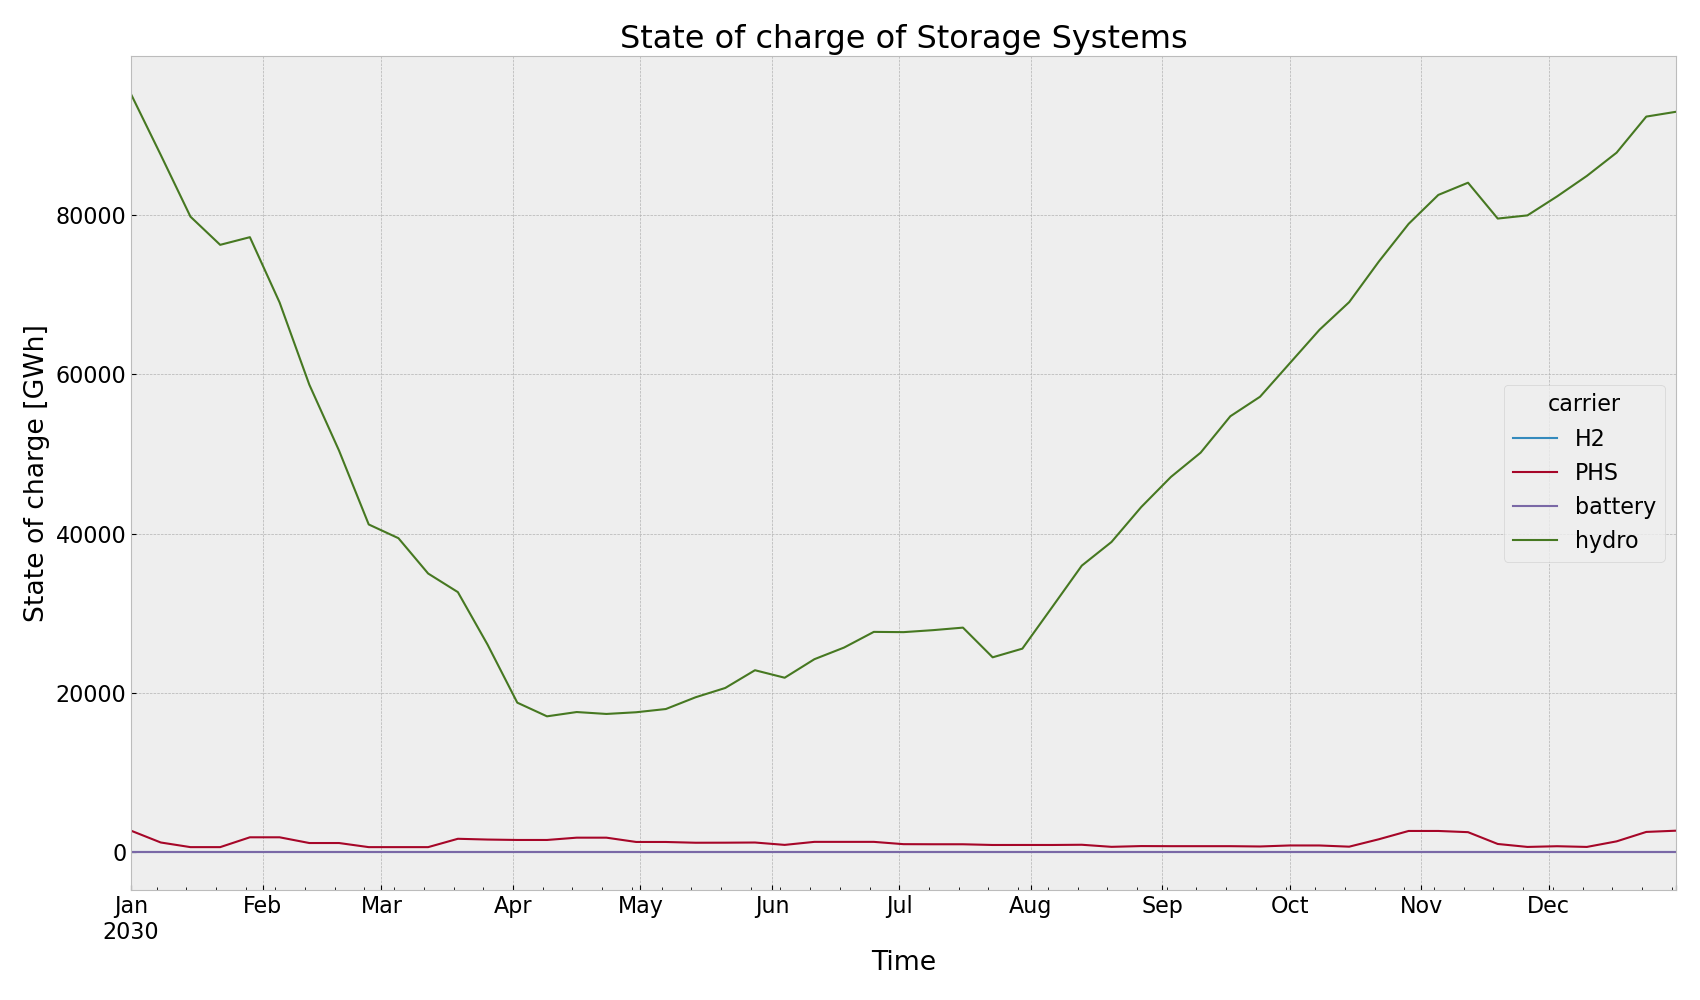 State of charge of Storage Systems
State of charge [GWh]
80000
60000
40000
20000
0
carrier
H2
PHS
battery
hydro
Jan Feb Mar Apr May Jun Jul Aug Sep Oct Nov Dec
2030
Time